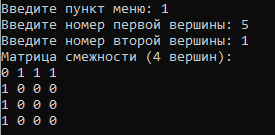 Введите пункт меню: 1
Введите номер первой вершины: 5
Введите номер второй вершины: 1
Матрица смежности (4 вершин):
0 1 1 1
1 0 0 0
1 0 0 0
1 0 0 0